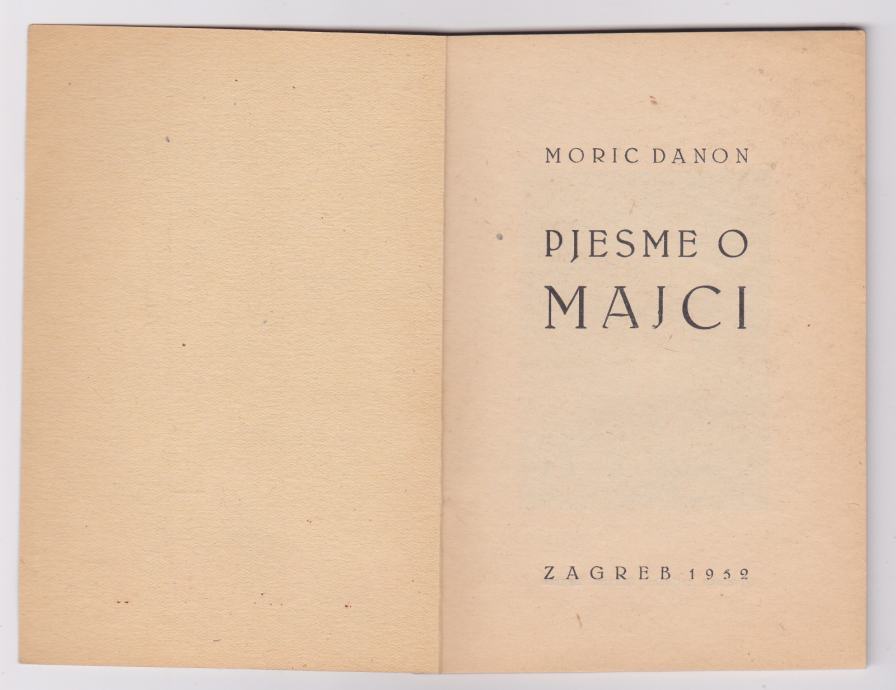 MORIC DANON
PJESME O
MAJCI
ZAGREB 1952